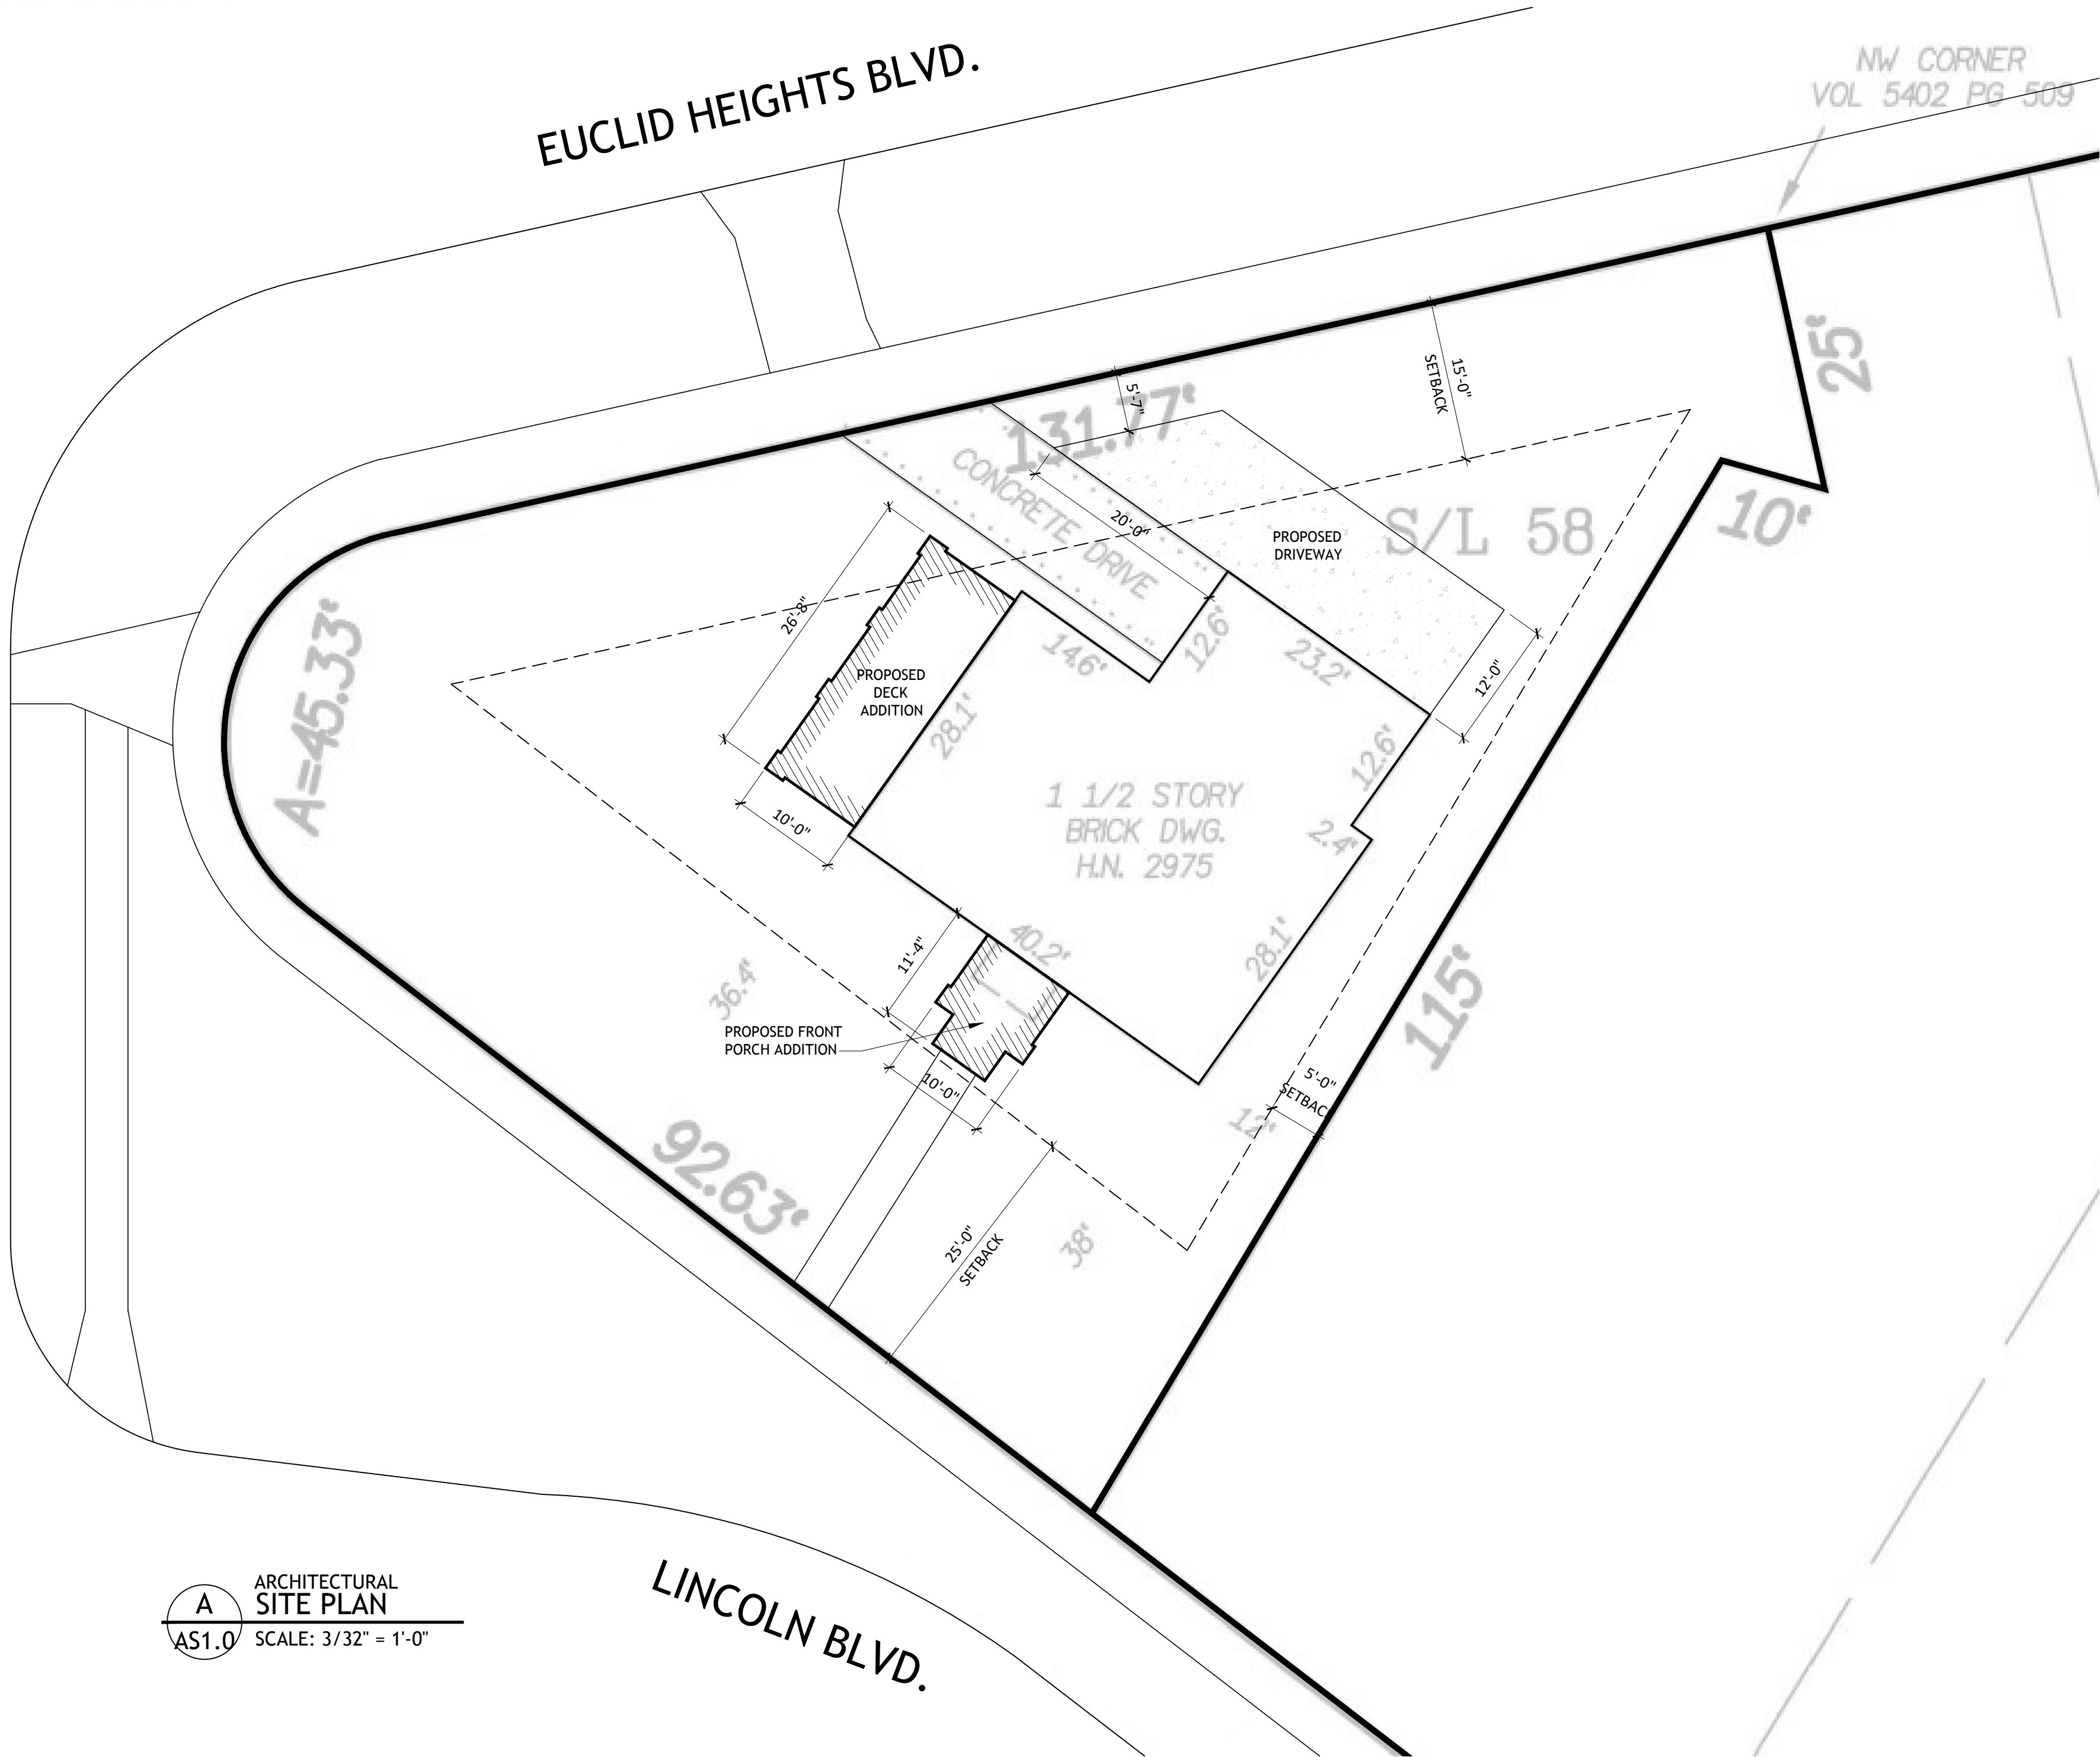 EUCLID HEIGHTS BLVD.
NW CORNER
VOL 5402 PG 509
25'
15'-0"
SETBACK
5'-7"
131.77'
CONCRETE DRIVE
20'-0"
PROPOSED
DRIVEWAY
S/L 58
10'
26'-8"
A=45.33'
PROPOSED
DECK
ADDITION
28.1'
14.6'
12.6'
23.2'
12'-0"
12.6'
2.4'
1 1/2 STORY
BRICK DWG.
H.N. 2975
10'-0"
11'-4"
40.2'
28.1'
36.4'
PROPOSED FRONT
PORCH ADDITION
10'-0"
115'
5'-0"
SETBAC
12'
92.63'
25'-0"
SETBACK
38'
LINCOLN BLVD.
A
AS1.0
ARCHITECTURAL
SITE PLAN
SCALE: 3/32" = 1'-0"